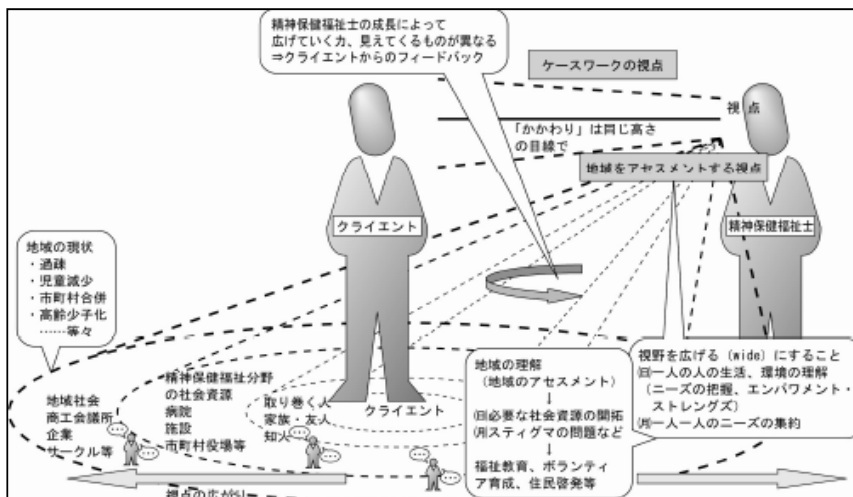 精神保健福祉士の成長によって
広げていく力、見えてくるものが異なる
⇒クライエントからのフィードバック
ケースワークの視点
視点
「かかわり」は同じ高さ
の目線で
地域をアセスメントする視点
クライエント
精神保健福祉士
地域の現状
・過疎
・児童減少
・市町村合併
・高齢少子化
……等々
地域社会
商工会議所
企業
サークル等
精神保健福祉分野
の社会資源
病院
施設
市町村役場等
取り巻く人
家族・友人
知人
クライエント
地域の理解
(地域のアセスメント)
↓
必要な社会資源の開拓
スティグマの問題など
↓
福祉教育、ボランティ
ア育成、住民啓発等
視野を広げる (wide) にすること
一人の人の生活、環境の理解
(ニーズの把握、エンパワメント・
ストレングズ)
一人一人のニーズの集約
視点の広がり